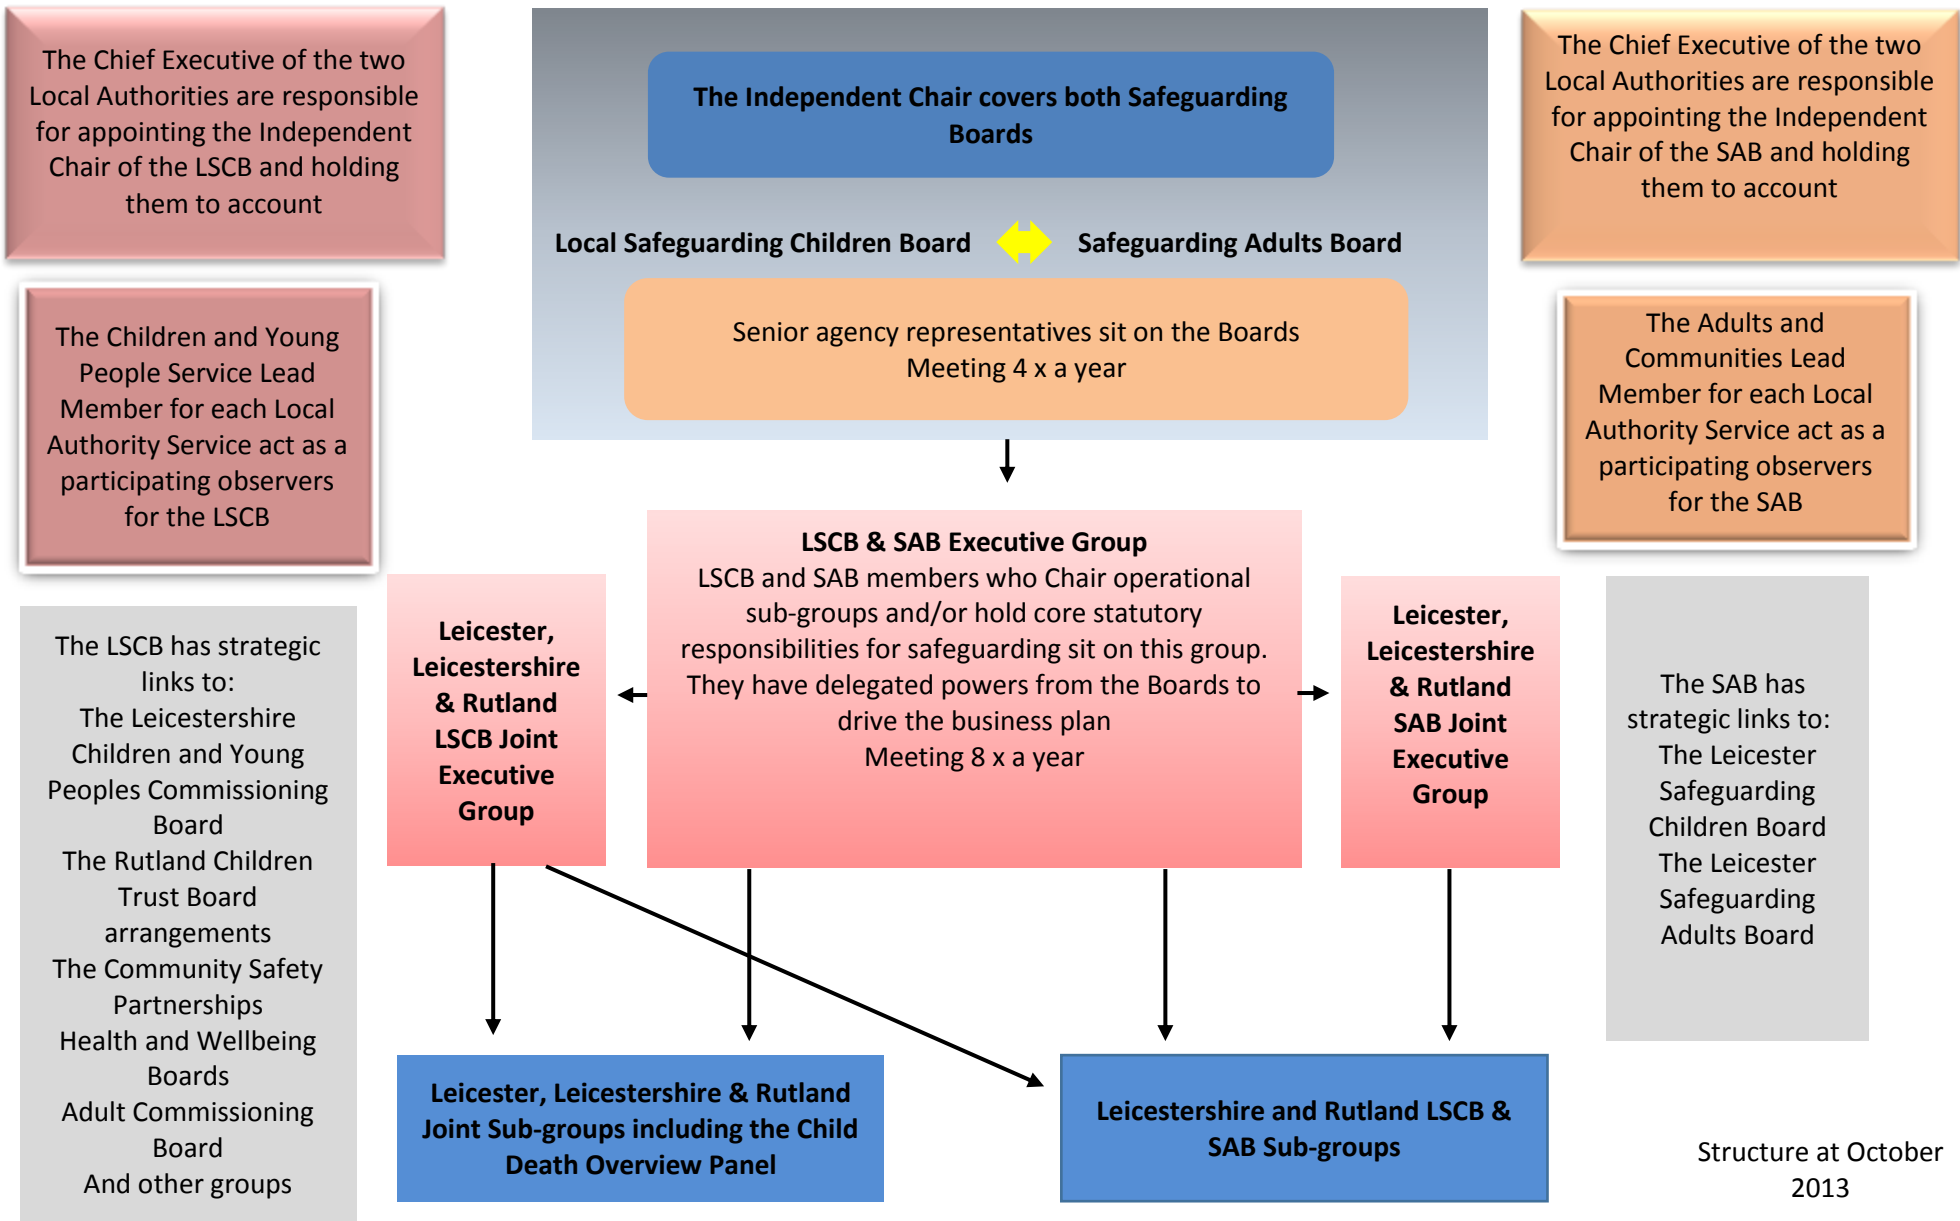 The Chief Executive of the two
Local Authorities are responsible
for appointing the Independent
Chair of the LSCB and holding
them to account
The Children and Young
People Service Lead
Member for each Local
Authority Service act as a
participating observers
for the LSCB
The LSCB has strategic
links to:
The Leicestershire
Children and Young
Peoples Commissioning
Board
The Rutland Children
Trust Board
arrangements
The Community Safety
Partnerships
Health and Wellbeing
Boards
Adult Commissioning
Board
And other groups
The Independent Chair covers both Safeguarding
Boards
Local Safeguarding Children Board
Safeguarding Adults Board
Senior agency representatives sit on the Boards
Meeting 4 x a year
LSCB & SAB Executive Group
LSCB and SAB members who Chair operational
sub-groups and/or hold core statutory
responsibilities for safeguarding sit on this group.
They have delegated powers from the Boards to
drive the business plan
Meeting 8 x a year
Leicester,
Leicestershire
& Rutland
LSCB Joint
Executive
Group
Leicester,
Leicestershire
& Rutland
SAB Joint
Executive
Group
Leicester, Leicestershire & Rutland
Joint Sub-groups including the Child
Death Overview Panel
Leicestershire and Rutland LSCB &
SAB Sub-groups
The Chief Executive of the two
Local Authorities are responsible
for appointing the Independent
Chair of the SAB and holding
them to account
The Adults and
Communities Lead
Member for each Local
Authority Service act as a
participating observers
for the SAB
The SAB has
strategic links to:
The Leicester
Safeguarding
Children Board
The Leicester
Safeguarding
Adults Board
Structure at October
2013